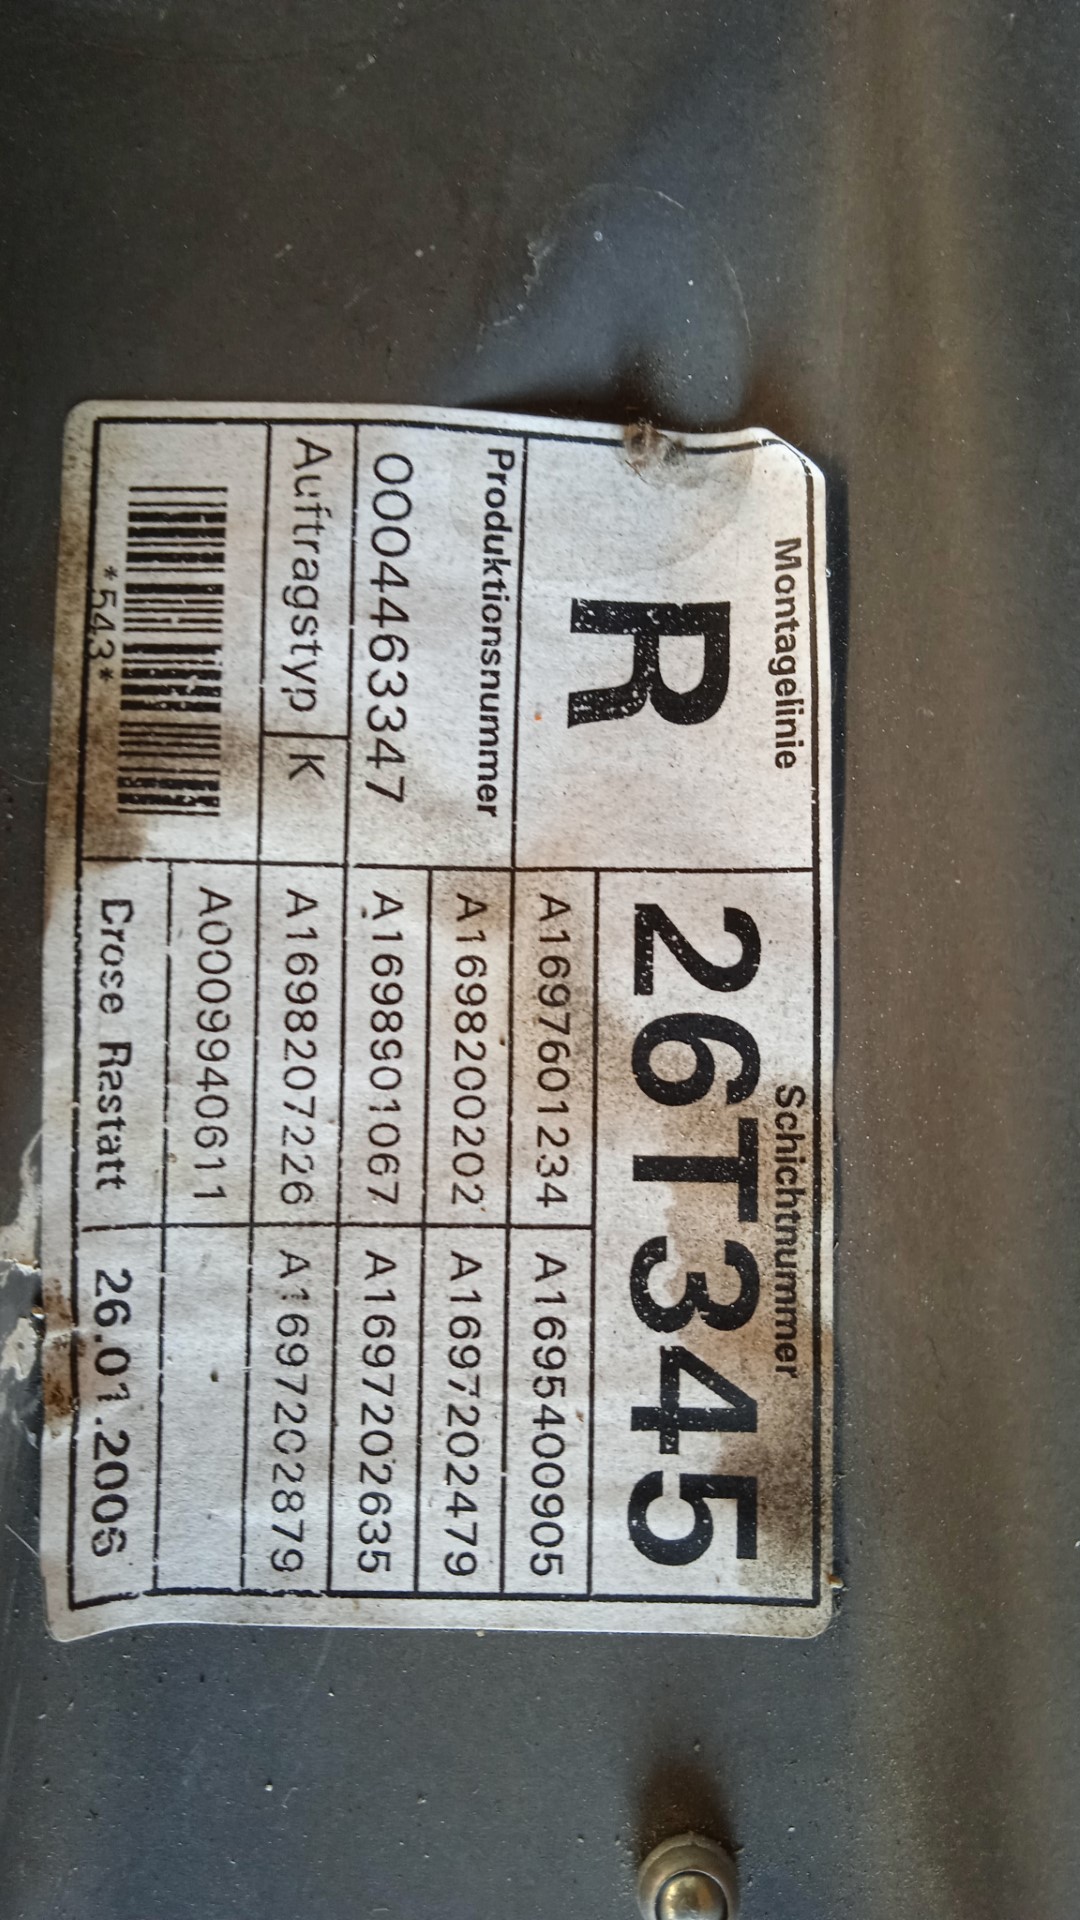 Montagelinie
R
Schichtnummer
26T345
Produktionsnummer
0004463347
Auftragstyp K
*543*
A1697601234 A1695400905
A1698200202 A1697202479
A1698901067 A1697202635
A1698207226 A1697202879
A0009940611
Crose Rastatt 26.01.2006